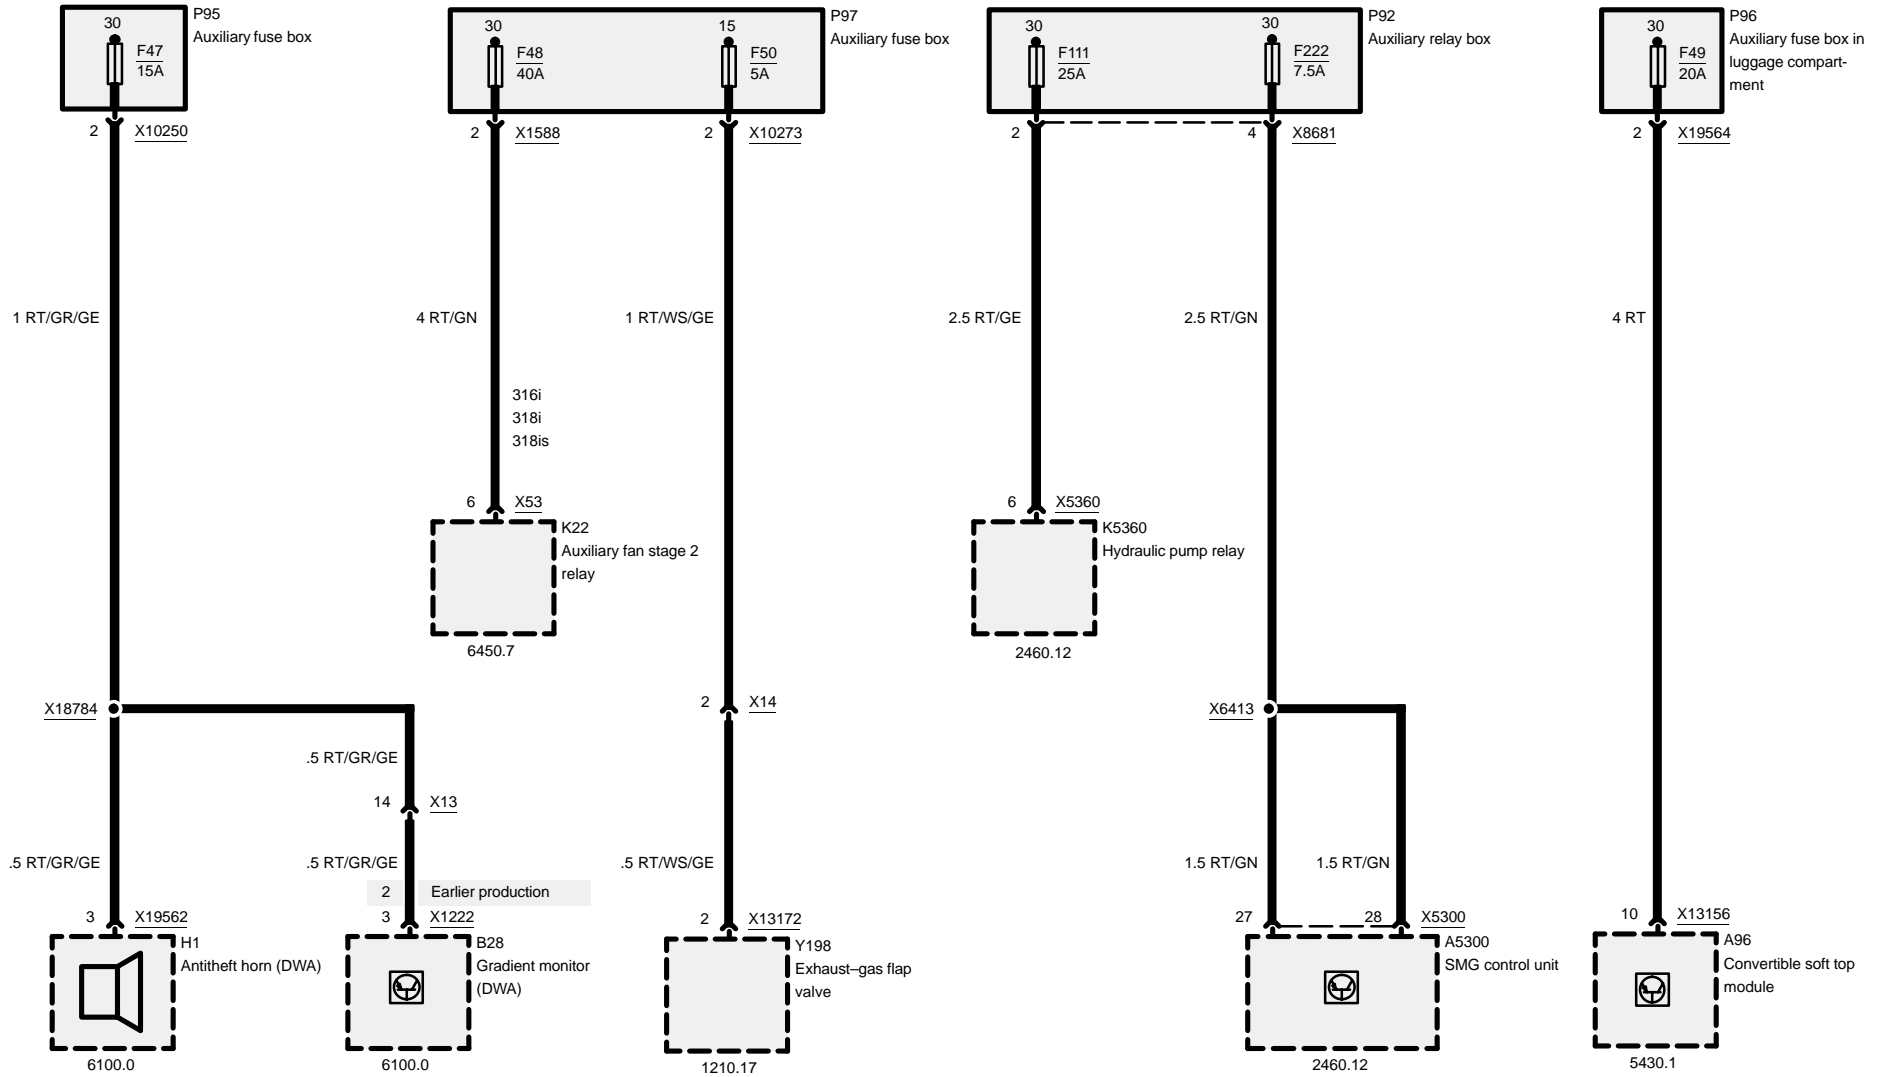 P95
Auxiliary fuse box
30
F47
15A
2
X10250
P97
Auxiliary fuse box
30
F48
40A
15
F50
5A
2
X1588
2
X10273
P92
Auxiliary relay box
30
F111
25A
30
F222
7.5A
2
4
X8681
P96
Auxiliary fuse box in
luggage compart-
ment
30
F49
20A
2
X19564
1 RT/GR/GE
4 RT/GN
1 RT/WS/GE
2.5 RT/GE
2.5 RT/GN
4 RT
316i
318i
318is
6
X53
K22
Auxiliary fan stage 2
relay
6450.7
6
X5360
K5360
Hydraulic pump relay
2460.12
X18784
2
X14
X6413
.5 RT/GR/GE
14
X13
.5 RT/GR/GE
.5 RT/GR/GE
.5 RT/WS/GE
1.5 RT/GN
1.5 RT/GN
2
Earlier production
3
X19562
3
X1222
2
X13172
27
28
X5300
10
X13156
H1
Antitheft horn (DWA)
6100.0
B28
Gradient monitor
(DWA)
6100.0
Y198
Exhaust–gas flap
valve
1210.17
A5300
SMG control unit
2460.12
A96
Convertible soft top
module
5430.1